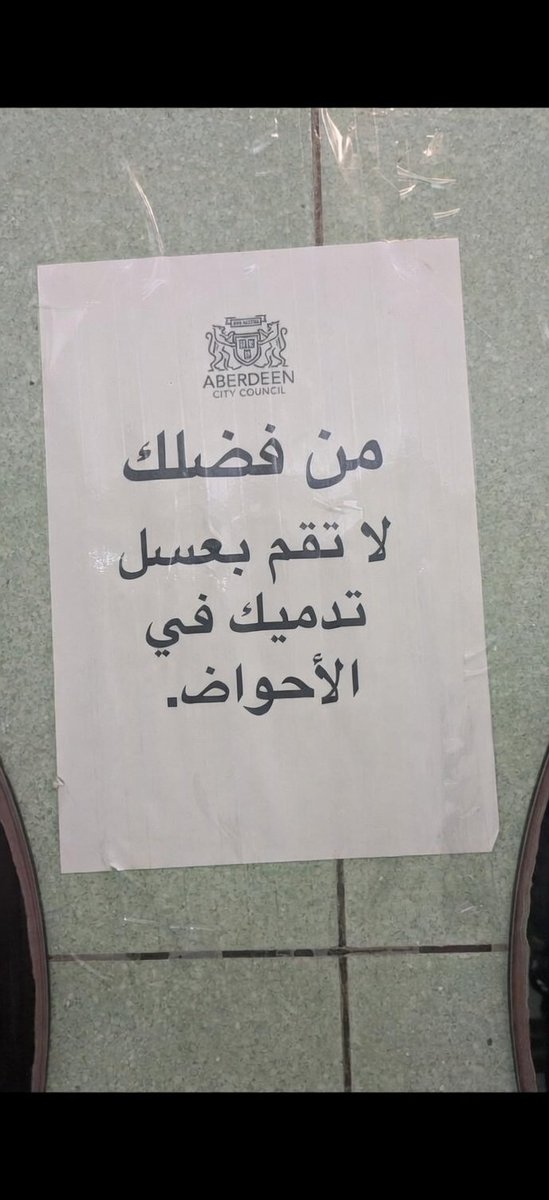 ABERDEEN
CITY COUNCIL
من فضلك
لا تقم بعسل
تدميك في
الأحواض.